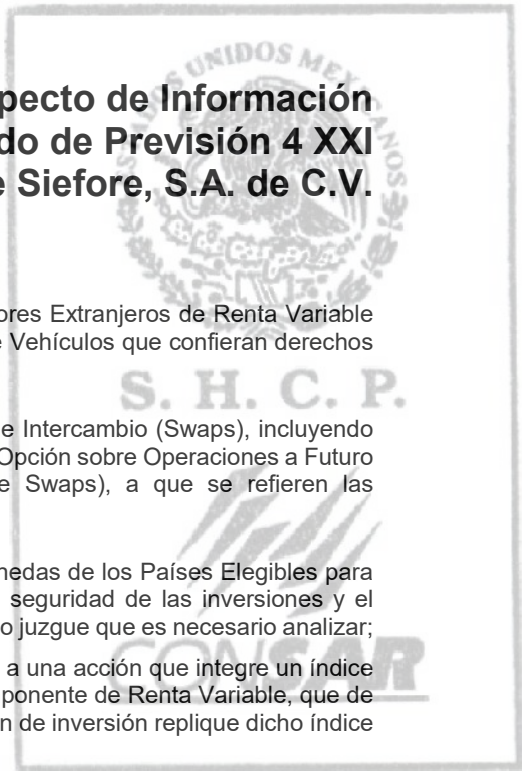 pecto de Información
do de Previsión 4 XXI
e Siefore, S.A. de C.V.
UNIDOS MEXICANOS
ores Extranjeros de Renta Variable
e Vehículos que confieran derechos
S. H. C. P.
e Intercambio (Swaps), incluyendo
Opción sobre Operaciones a Futuro
e Swaps), a que se refieren las
nedas de los Países Elegibles para
seguridad de las inversiones y el
o juzgue que es necesario analizar;
a una acción que integre un índice
CONSAR
ponente de Renta Variable, que de
n de inversión replique dicho índice